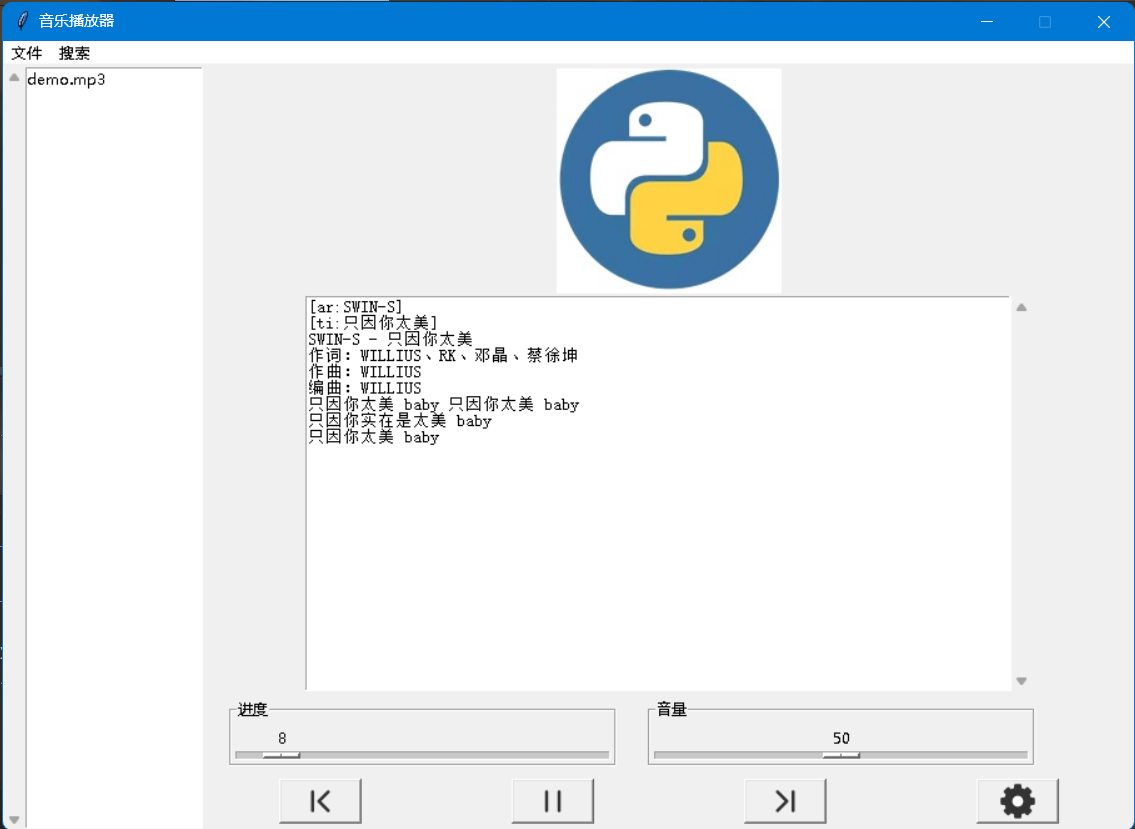 音乐播放器
文件 搜索
demo.mp3
[ar:SWIN-S]
[ti:只因你太美]
SWIN-S - 只因你太美
作词：WILLIUS、RK、邓晶、蔡徐坤
作曲：WILLIUS
编曲：WILLIUS
只因你太美 baby 只因你太美 baby
只因你实在是太美 baby
只因你太美 baby
进度
8
音量
50